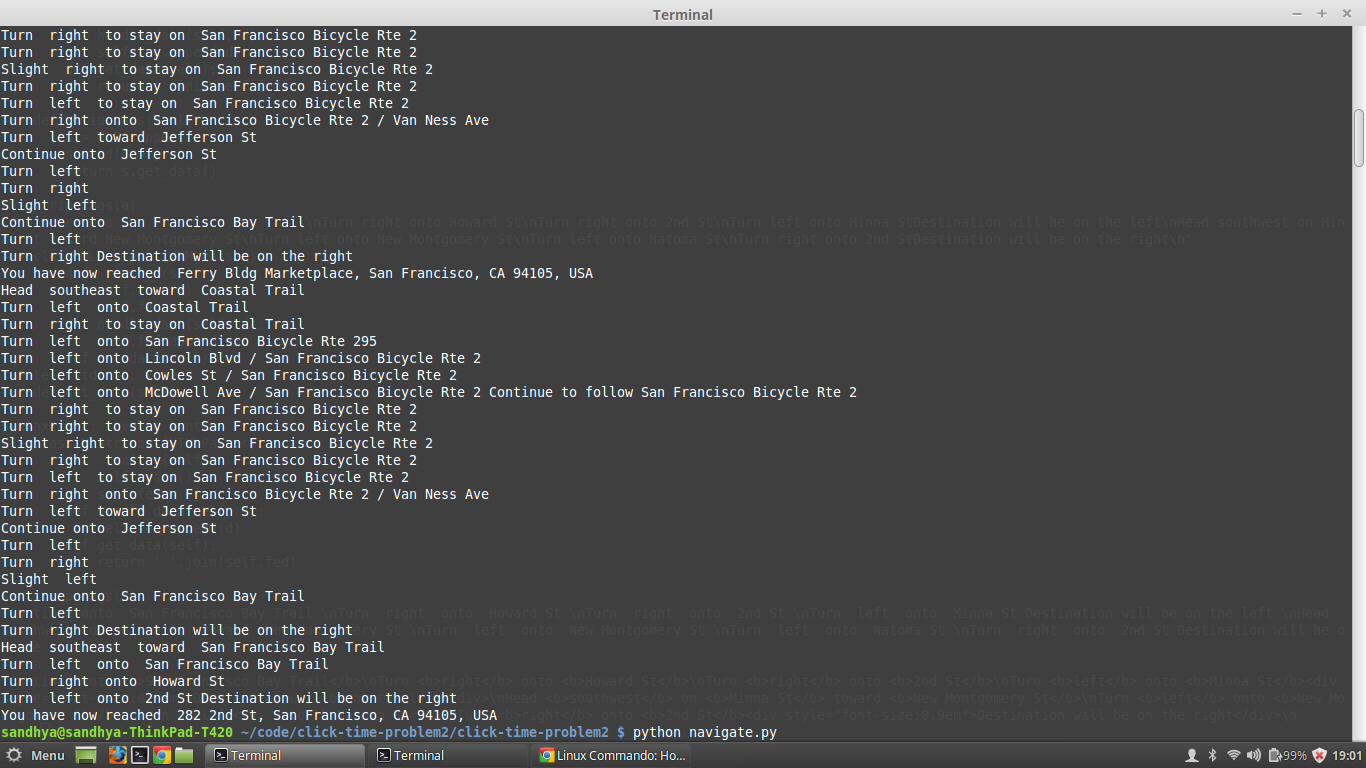 Terminal
Turn  right  to stay on  San Francisco Bicycle Rte 2
Turn  right  to stay on  San Francisco Bicycle Rte 2
Slight  right  to stay on  San Francisco Bicycle Rte 2
Turn  right  to stay on  San Francisco Bicycle Rte 2
Turn  left  to stay on  San Francisco Bicycle Rte 2
Turn  right  onto  San Francisco Bicycle Rte 2 / Van Ness Ave
Turn  left  toward  Jefferson St
Continue onto  Jefferson St
Turn  left
Turn  right
Slight  left
Continue onto  San Francisco Bay Trail
Turn  left
Turn  right Destination will be on the right
You have now reached  Ferry Bldg Marketplace, San Francisco, CA 94105, USA
Head  southeast  toward  Coastal Trail
Turn  left  onto  Coastal Trail
Turn  right  to stay on  Coastal Trail
Turn  left  onto  San Francisco Bicycle Rte 295
Turn  left  onto  Lincoln Blvd / San Francisco Bicycle Rte 2
Turn  left  onto  Cowles St / San Francisco Bicycle Rte 2
Turn  left  onto  McDowell Ave / San Francisco Bicycle Rte 2 Continue to follow San Francisco Bicycle Rte 2
Turn  right  to stay on  San Francisco Bicycle Rte 2
Turn  right  to stay on  San Francisco Bicycle Rte 2
Slight  right  to stay on  San Francisco Bicycle Rte 2
Turn  right  to stay on  San Francisco Bicycle Rte 2
Turn  left  to stay on  San Francisco Bicycle Rte 2
Turn  right  onto  San Francisco Bicycle Rte 2 / Van Ness Ave
Turn  left  toward  Jefferson St
Continue onto  Jefferson St
Turn  left
Turn  right
Slight  left
Continue onto  San Francisco Bay Trail
Turn  left
Turn  right Destination will be on the right
Head  southeast  toward  San Francisco Bay Trail
Turn  left  onto  San Francisco Bay Trail
Turn  right  onto  Howard St
Turn  left  onto  2nd St Destination will be on the right
You have now reached  282 2nd St, San Francisco, CA 94105, USA
sandhya@sandhya-ThinkPad-T420 ~/code/click-time-problem2/click-time-problem2 $ python navigate.py
Menu Terminal Terminal Linux Commando: Ho... 99% 19:01